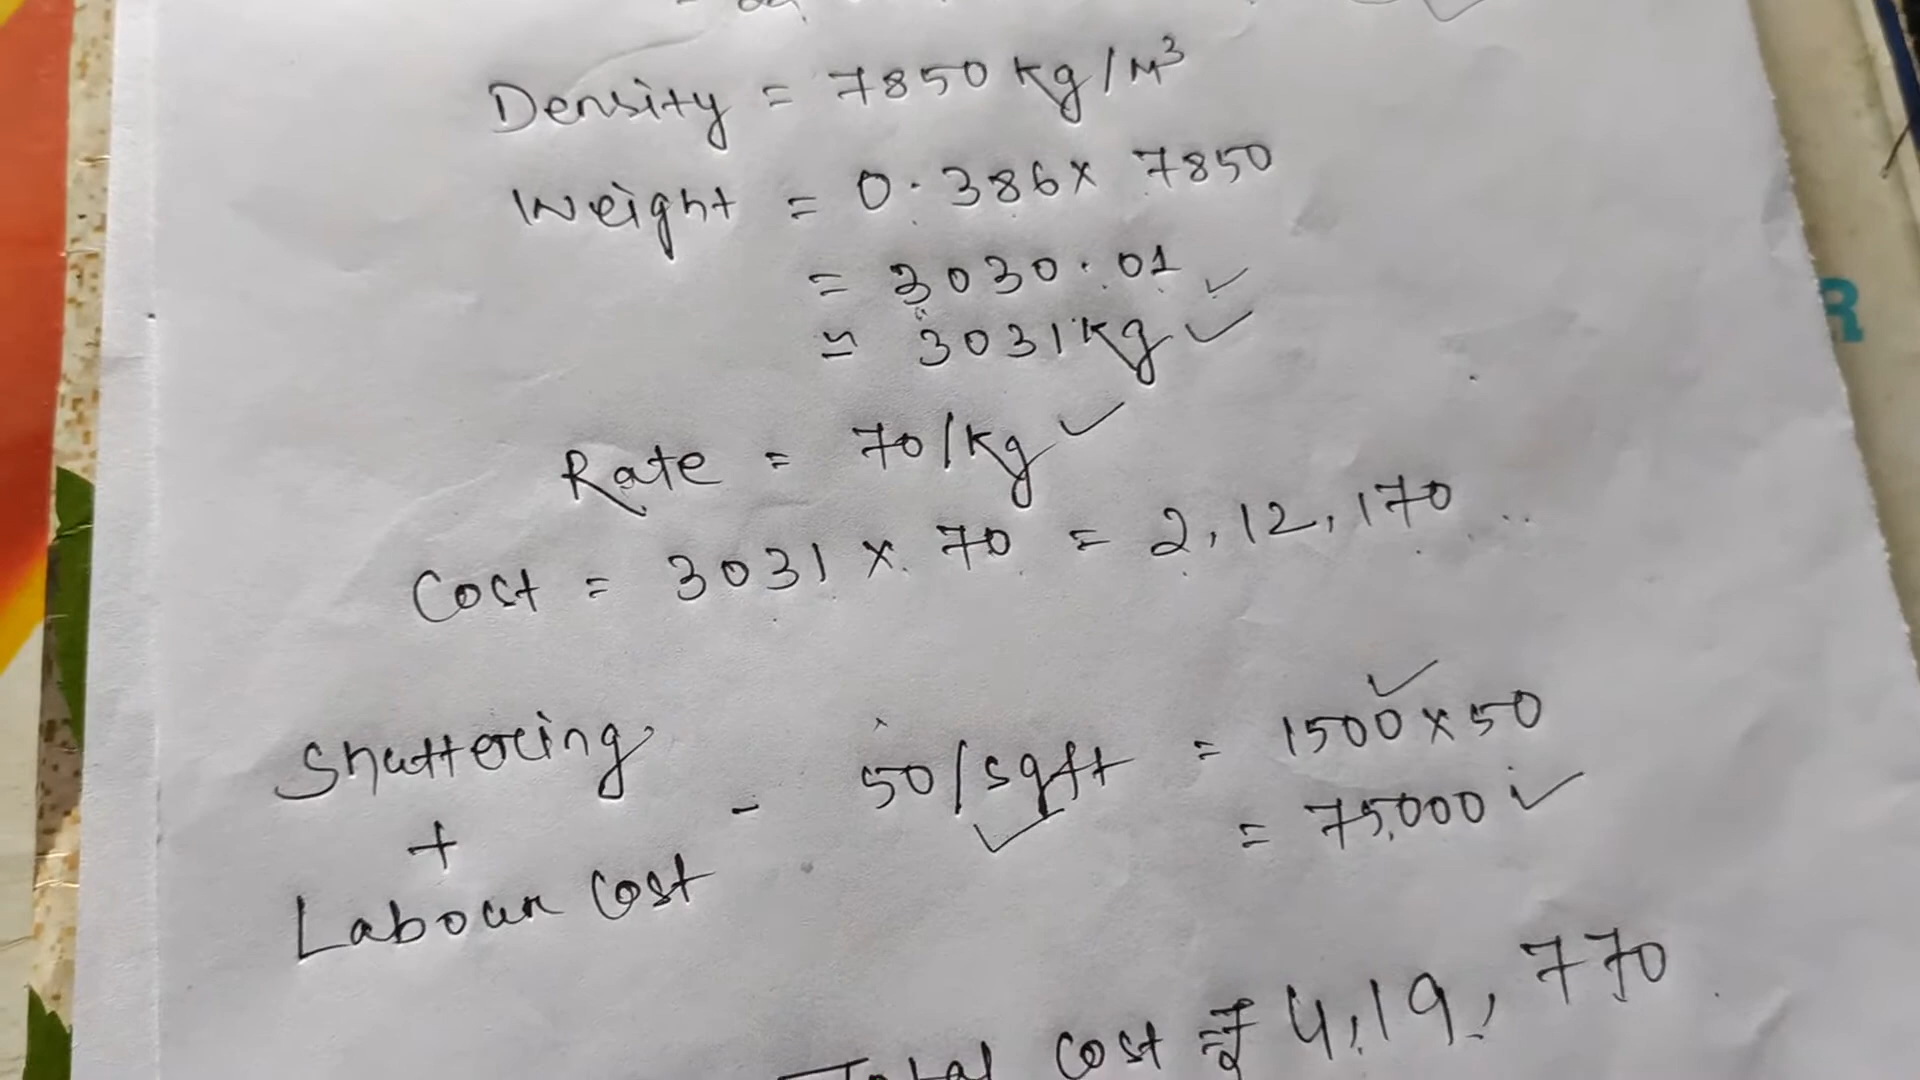 Density = 7850 kg/M³
Weight = 0.386 x 7850
= 3030.01
≃ 3031 kg
Rate = 70/kg
Cost = 3031 x 70 = 2,12,170
Shuttering
+
Labour Cost - 50/sqft = 1500 x 50
= 75,000
Total Cost = ₹ 4,19,770
R